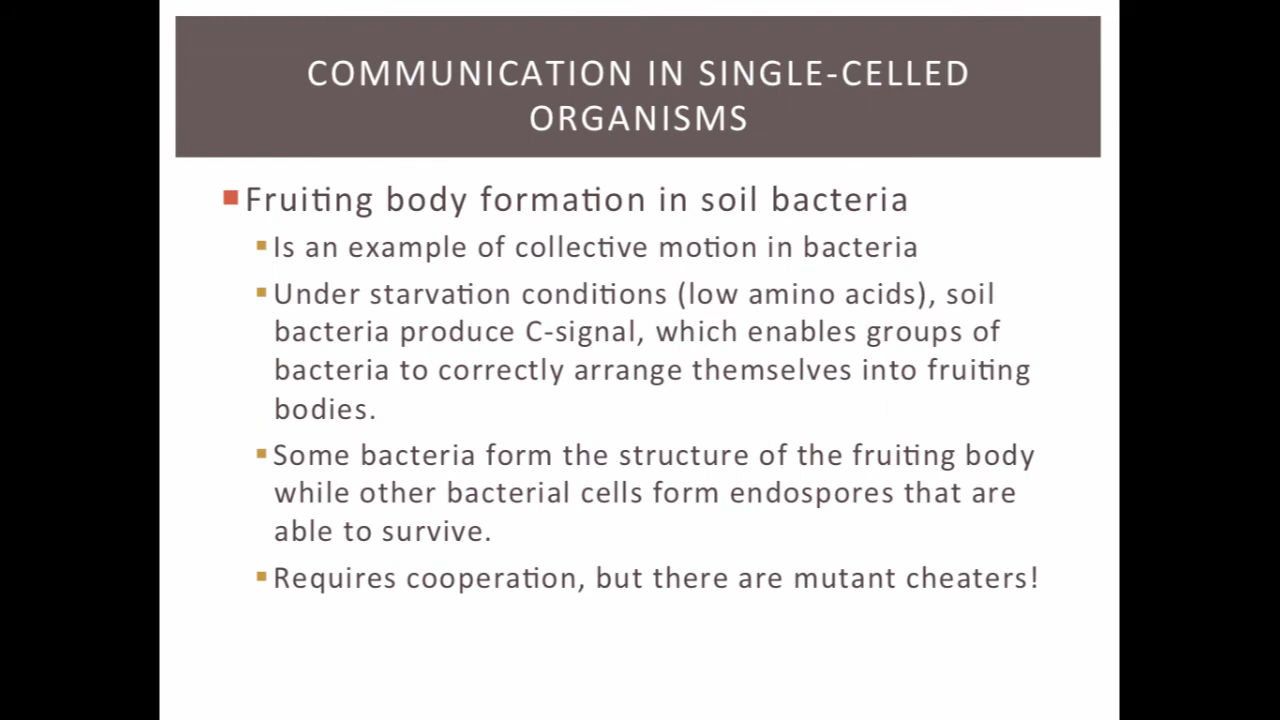 COMMUNICATION IN SINGLE-CELLED
ORGANISMS
Fruiting body formation in soil bacteria
Is an example of collective motion in bacteria
Under starvation conditions (low amino acids), soil
bacteria produce C-signal, which enables groups of
bacteria to correctly arrange themselves into fruiting
bodies.
Some bacteria form the structure of the fruiting body
while other bacterial cells form endospores that are
able to survive.
Requires cooperation, but there are mutant cheaters!